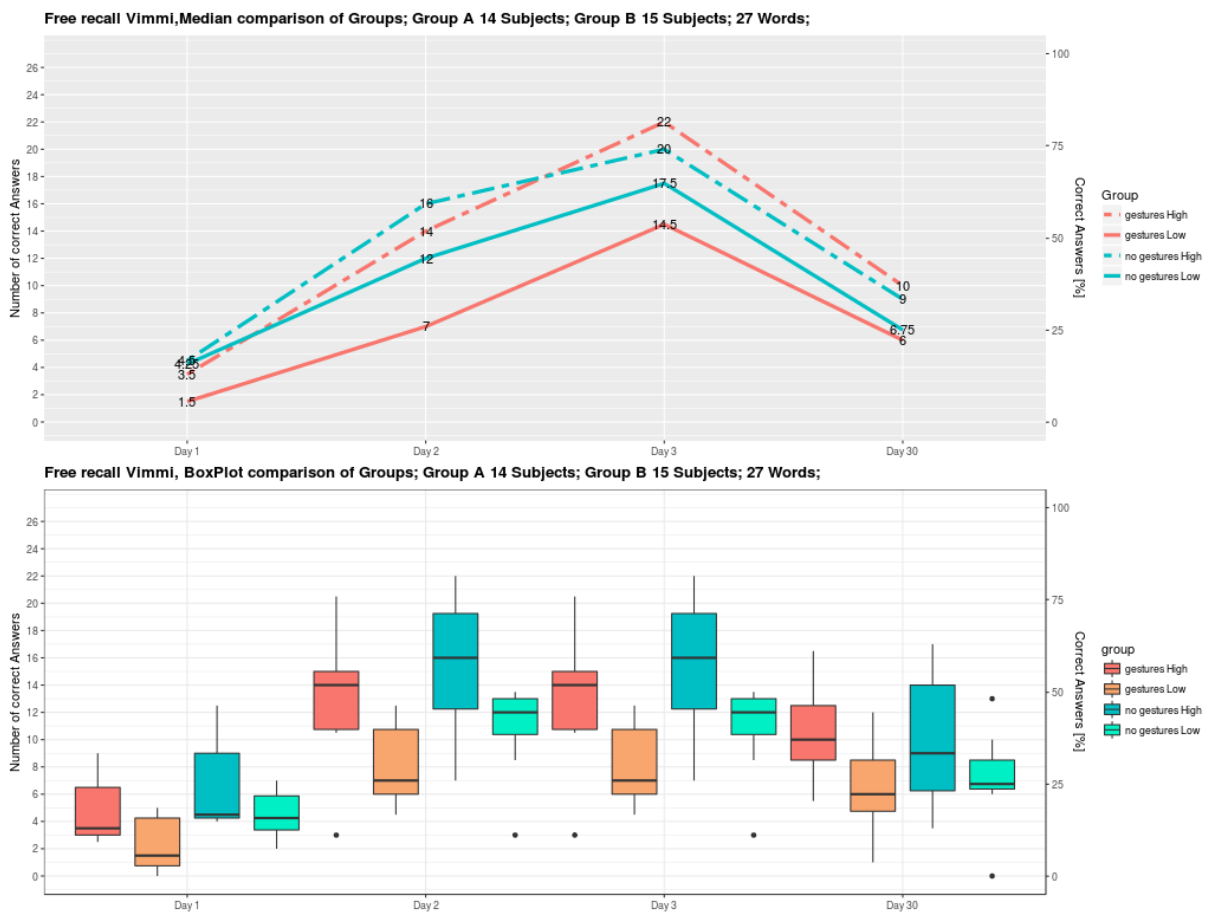 Free recall Vimmi,Median comparison of Groups; Group A 14 Subjects; Group B 15 Subjects; 27 Words;
Number of correct Answers
26
24
22
20
18
16
14
12
10
8
6
4
2
0
4.5
4.25
3.5
1.5
16
14
12
7
22
20
17.5
14.5
10
9
6.75
6
100
75
50
25
0
Correct Answers [%]
Day 1
Day 2
Day 3
Day 30
Group
gestures High
gestures Low
no gestures High
no gestures Low
Free recall Vimmi, BoxPlot comparison of Groups; Group A 14 Subjects; Group B 15 Subjects; 27 Words;
Number of correct Answers
26
24
22
20
18
16
14
12
10
8
6
4
2
0
100
75
50
25
0
Correct Answers [%]
Day 1
Day 2
Day 3
Day 30
group
gestures High
gestures Low
no gestures High
no gestures Low